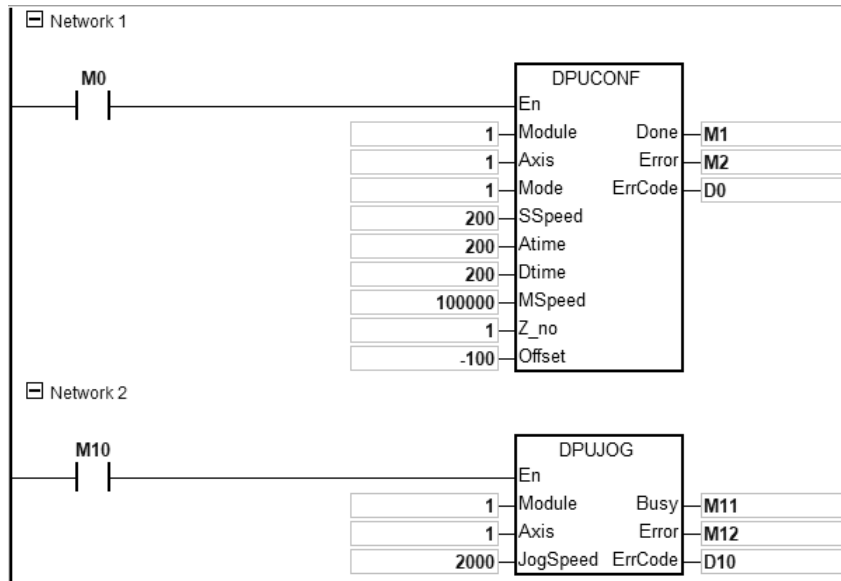 Network 1
M0
DPUCONF
En
1 Module Done M1
1 Axis Error M2
1 Mode ErrCode D0
200 SSpeed
200 Atime
200 Dtime
100000 MSpeed
1 Z_no
-100 Offset
Network 2
M10
DPUJOG
En
1 Module Busy M11
1 Axis Error M12
2000 JogSpeed ErrCode D10